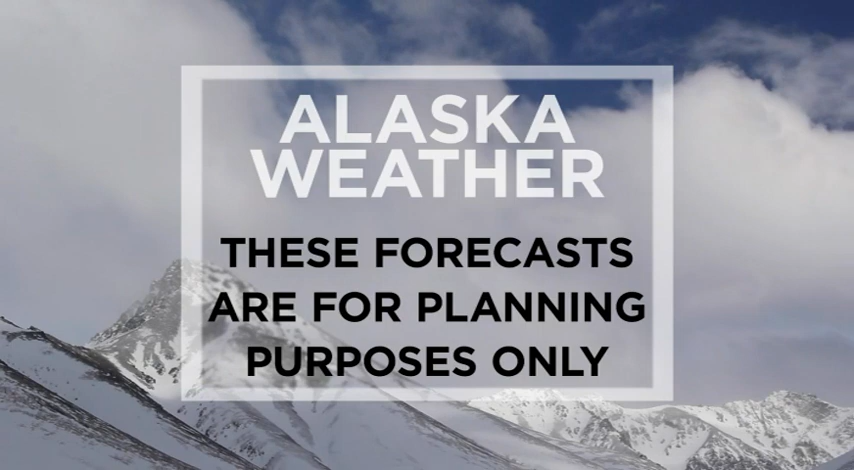 ALASKA
WEATHER
THESE FORECASTS
ARE FOR PLANNING
PURPOSES ONLY